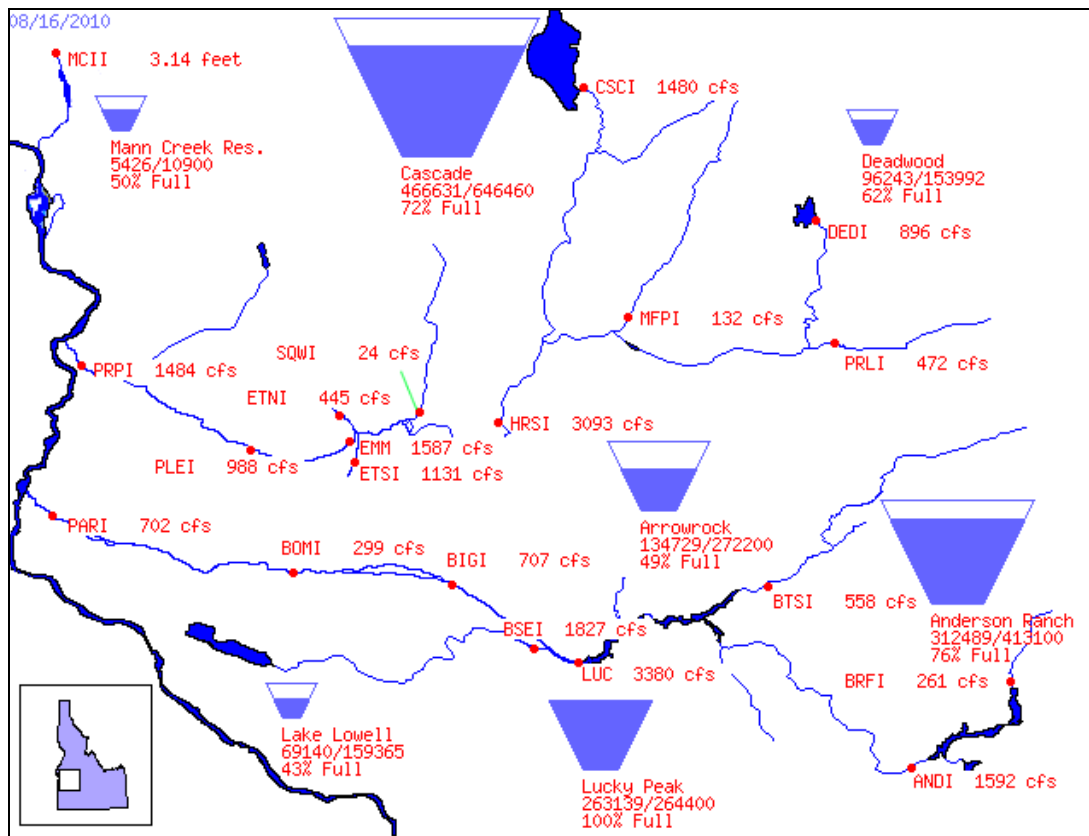 08/16/2010
MCII 3.14 feet
CSCI 1480 cfs
Mann Creek Res.
5426/10900
50% Full
Cascade
466631/646460
72% Full
Deadwood
96243/153992
62% Full
DEDI 896 cfs
MFPI 132 cfs
SQWI 24 cfs
PRPI 1484 cfs
PRLI 472 cfs
ETNI 445 cfs
HRSI 3093 cfs
EMM 1587 cfs
PLEI 988 cfs
ETSI 1131 cfs
PARI 702 cfs
Arrowrock
134729/272200
49% Full
BOMI 299 cfs
BIGI 707 cfs
BTSI 558 cfs
Anderson Ranch
312489/413100
76% Full
BSEI 1827 cfs
LUC 3380 cfs
BRFI 261 cfs
Lake Lowell
69140/159365
43% Full
Lucky Peak
263139/264400
100% Full
ANDI 1592 cfs